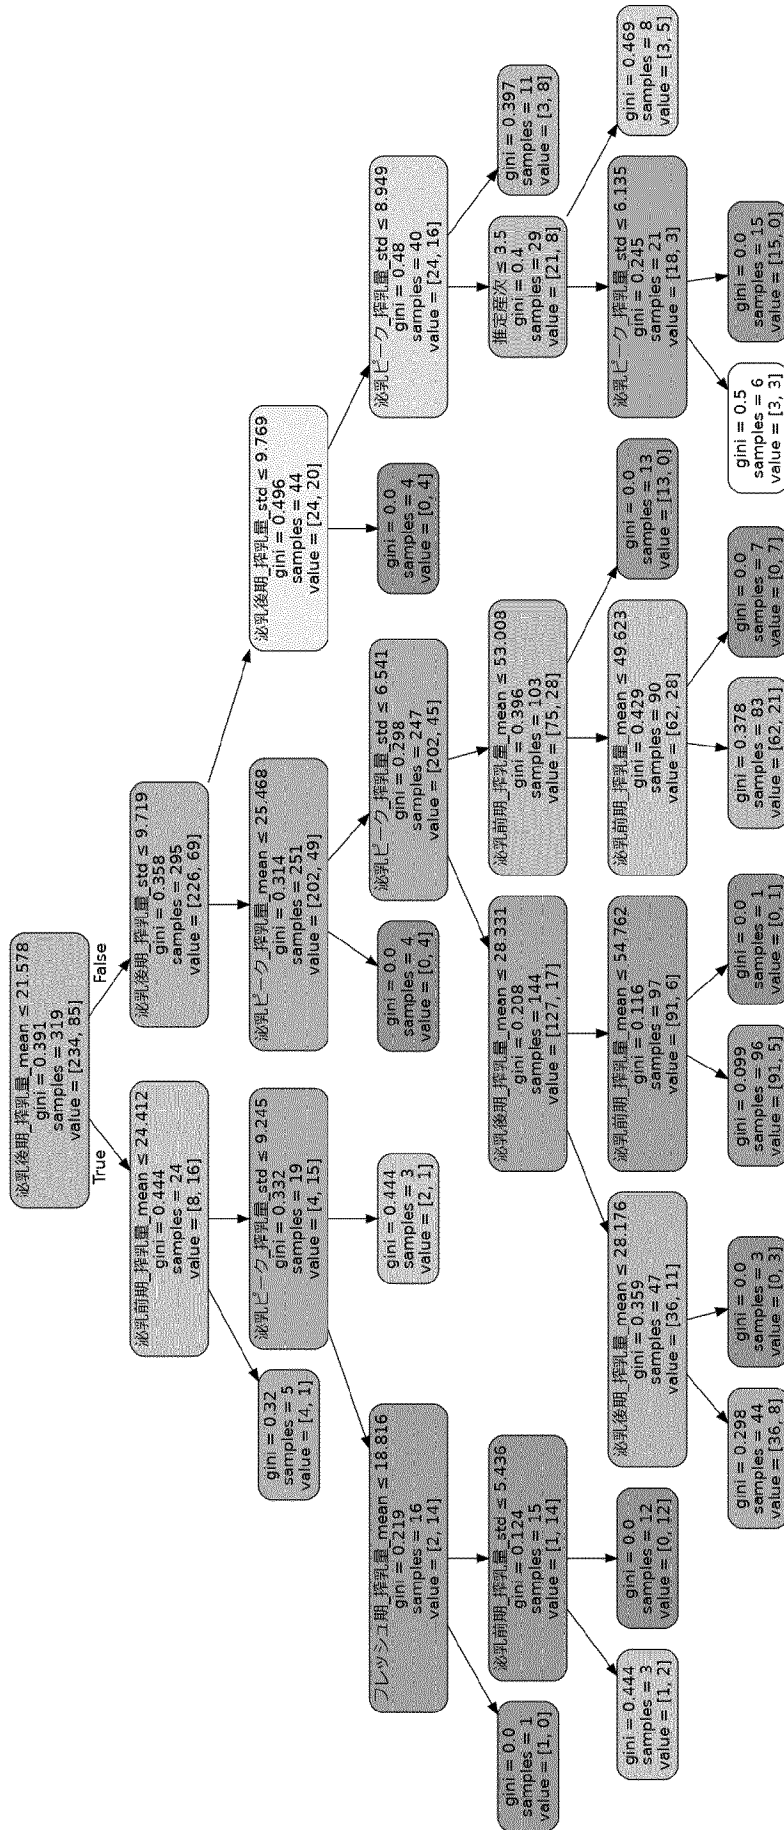 泌乳後期_搾乳量_mean ≤ 21.578
gini = 0.391
samples = 319
value = [234, 85]
True
False
泌乳前期_搾乳量_mean ≤ 24.412
gini = 0.444
samples = 24
value = [8, 16]
泌乳後期_搾乳量_std ≤ 9.719
gini = 0.358
samples = 295
value = [226, 69]
gini = 0.32
samples = 5
value = [4, 1]
泌乳ピーク_搾乳量_std ≤ 9.245
gini = 0.332
samples = 19
value = [4, 15]
泌乳ピーク_搾乳量_mean ≤ 25.468
gini = 0.314
samples = 251
value = [202, 49]
泌乳後期_搾乳量_std ≤ 9.769
gini = 0.496
samples = 44
value = [24, 20]
フレッシュ期_搾乳量_mean ≤ 18.816
gini = 0.219
samples = 16
value = [2, 14]
gini = 0.444
samples = 3
value = [2, 1]
gini = 0.0
samples = 4
value = [0, 4]
泌乳ピーク_搾乳量_std ≤ 6.541
gini = 0.298
samples = 247
value = [202, 45]
gini = 0.0
samples = 4
value = [0, 4]
泌乳ピーク_搾乳量_std ≤ 8.949
gini = 0.48
samples = 40
value = [24, 16]
gini = 0.0
samples = 1
value = [1, 0]
泌乳前期_搾乳量_std ≤ 5.436
gini = 0.124
samples = 15
value = [1, 14]
泌乳後期_搾乳量_mean ≤ 28.331
gini = 0.208
samples = 144
value = [127, 17]
泌乳前期_搾乳量_mean ≤ 53.008
gini = 0.396
samples = 103
value = [75, 28]
推定産次 ≤ 3.5
gini = 0.4
samples = 29
value = [21, 8]
gini = 0.397
samples = 11
value = [3, 8]
gini = 0.444
samples = 3
value = [1, 2]
gini = 0.0
samples = 12
value = [0, 12]
泌乳後期_搾乳量_mean ≤ 28.176
gini = 0.359
samples = 47
value = [36, 11]
泌乳前期_搾乳量_mean ≤ 54.762
gini = 0.116
samples = 97
value = [91, 6]
泌乳前期_搾乳量_mean ≤ 49.623
gini = 0.429
samples = 90
value = [62, 28]
gini = 0.0
samples = 13
value = [13, 0]
泌乳ピーク_搾乳量_std ≤ 6.135
gini = 0.245
samples = 21
value = [18, 3]
gini = 0.469
samples = 8
value = [3, 5]
gini = 0.298
samples = 44
value = [36, 8]
gini = 0.0
samples = 3
value = [0, 3]
gini = 0.099
samples = 96
value = [91, 5]
gini = 0.0
samples = 1
value = [0, 1]
gini = 0.378
samples = 83
value = [62, 21]
gini = 0.0
samples = 7
value = [0, 7]
gini = 0.5
samples = 6
value = [3, 3]
gini = 0.0
samples = 15
value = [15, 0]